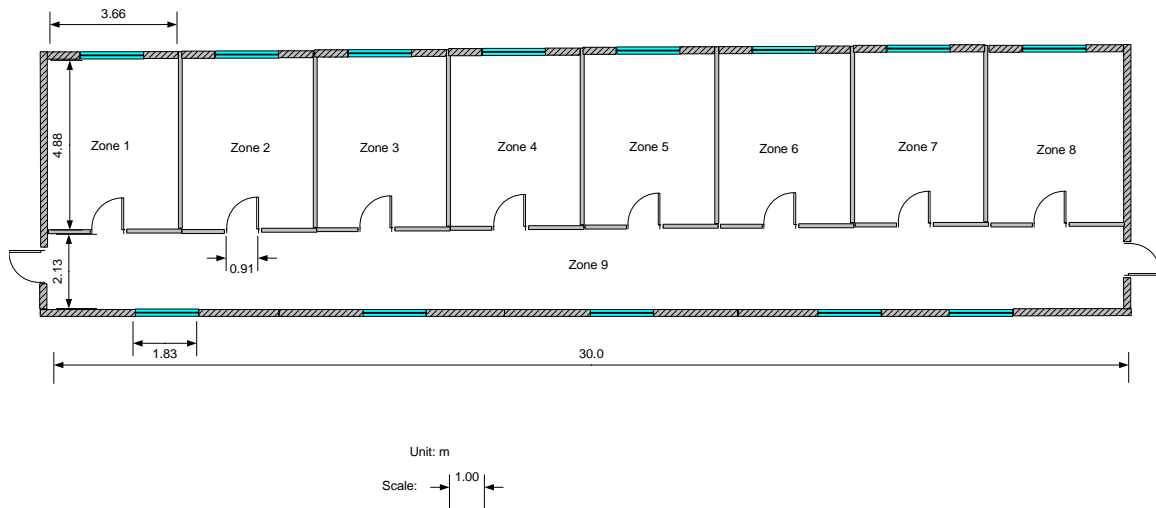 3.66
4.88
Zone 1
Zone 2
Zone 3
Zone 4
Zone 5
Zone 6
Zone 7
Zone 8
2.13
0.91
Zone 9
1.83
30.0
Unit: m
Scale:
1.00